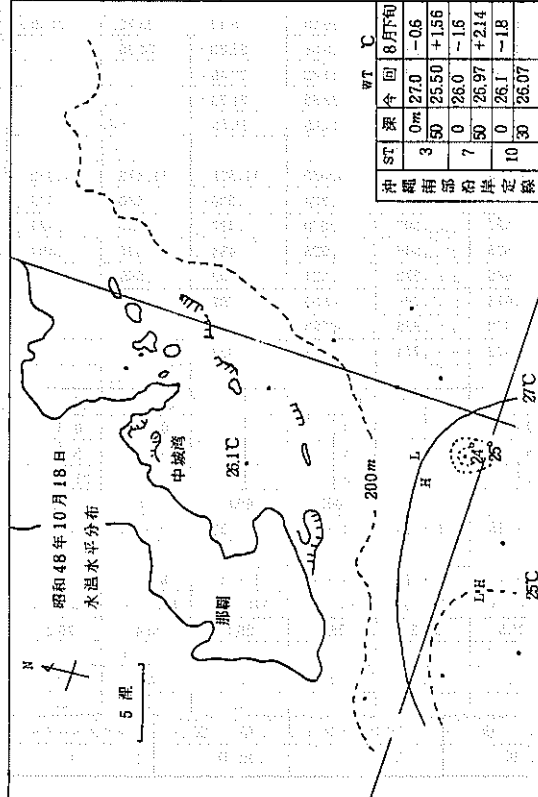 昭和48年10月18日
水温水平分布
N
5 浬
那覇
中城湾
26.1℃
200m
L
H
27℃
24°
25°
L・H
25℃
WT ℃
沖縄南部沿岸定線
ST 深 今回 8月下旬
3 0m 27.0 -0.6
50 25.50 +1.56
7 0 26.0 -1.6
50 26.97 +2.14
10 0 26.1 -1.8
30 26.07